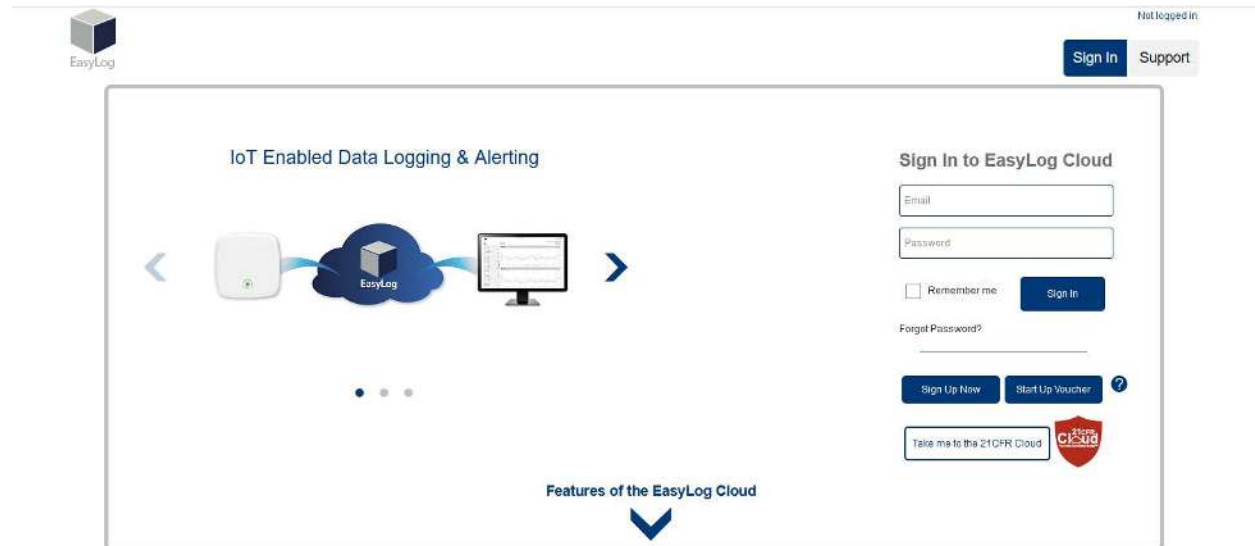 Not logged in
EasyLog
Sign In
Support
IoT Enabled Data Logging & Alerting
EasyLog
Sign In to EasyLog Cloud
Email
Password
Remember me
Sign In
Forgot Password?
Sign Up Now
Start Up Voucher
?
Take me to the 21CFR Cloud
21CFR
Cloud
Features of the EasyLog Cloud